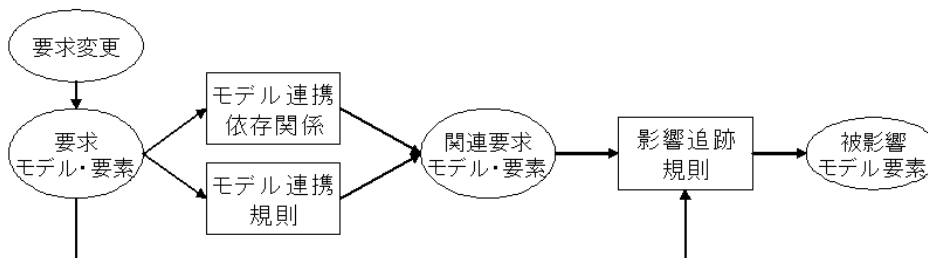 要求変更
要求
モデル・要素
モデル連携
依存関係
モデル連携
規則
関連要求
モデル・要素
影響追跡
規則
被影響
モデル要素